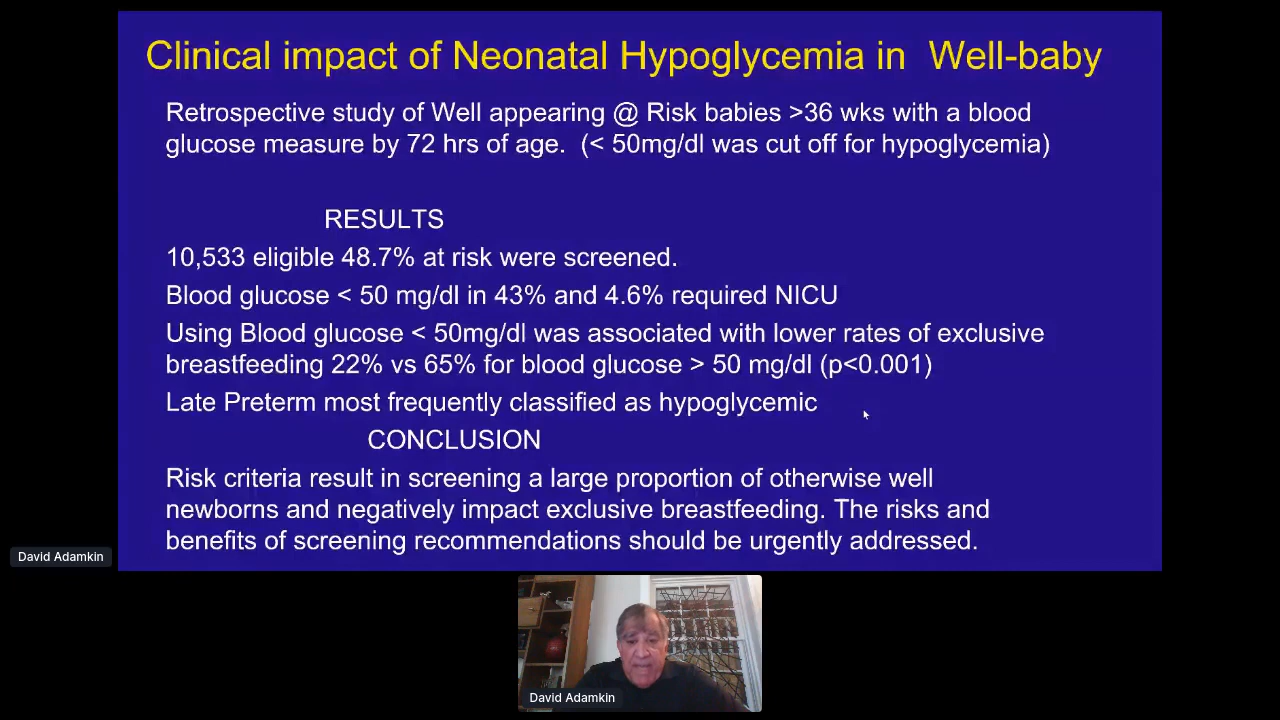 Clinical impact of Neonatal Hypoglycemia in Well-baby
Retrospective study of Well appearing @ Risk babies >36 wks with a blood
glucose measure by 72 hrs of age. (< 50mg/dl was cut off for hypoglycemia)
RESULTS
10,533 eligible 48.7% at risk were screened.
Blood glucose < 50 mg/dl in 43% and 4.6% required NICU
Using Blood glucose < 50mg/dl was associated with lower rates of exclusive
breastfeeding 22% vs 65% for blood glucose > 50 mg/dl (p<0.001)
Late Preterm most frequently classified as hypoglycemic
CONCLUSION
Risk criteria result in screening a large proportion of otherwise well
newborns and negatively impact exclusive breastfeeding. The risks and
benefits of screening recommendations should be urgently addressed.
David Adamkin
David Adamkin